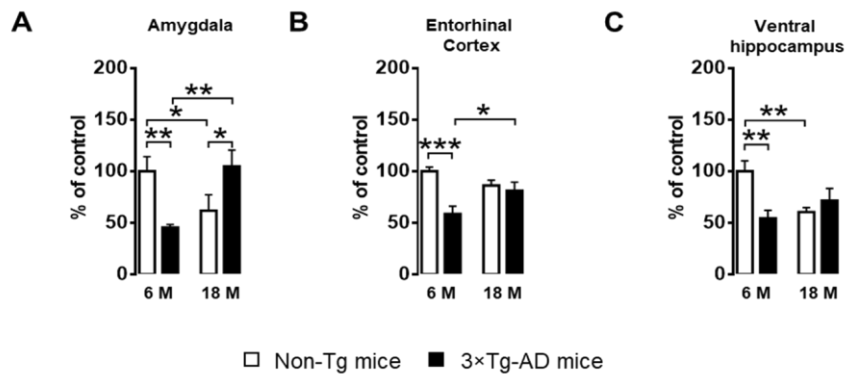 A
Amygdala
% of control
200
150
100
50
0
**
*
**
*
6 M
18 M
B
Entorhinal
Cortex
% of control
200
150
100
50
0
*
***
6 M
18 M
C
Ventral
hippocampus
% of control
200
150
100
50
0
**
**
6 M
18 M
Non-Tg mice
3×Tg-AD mice